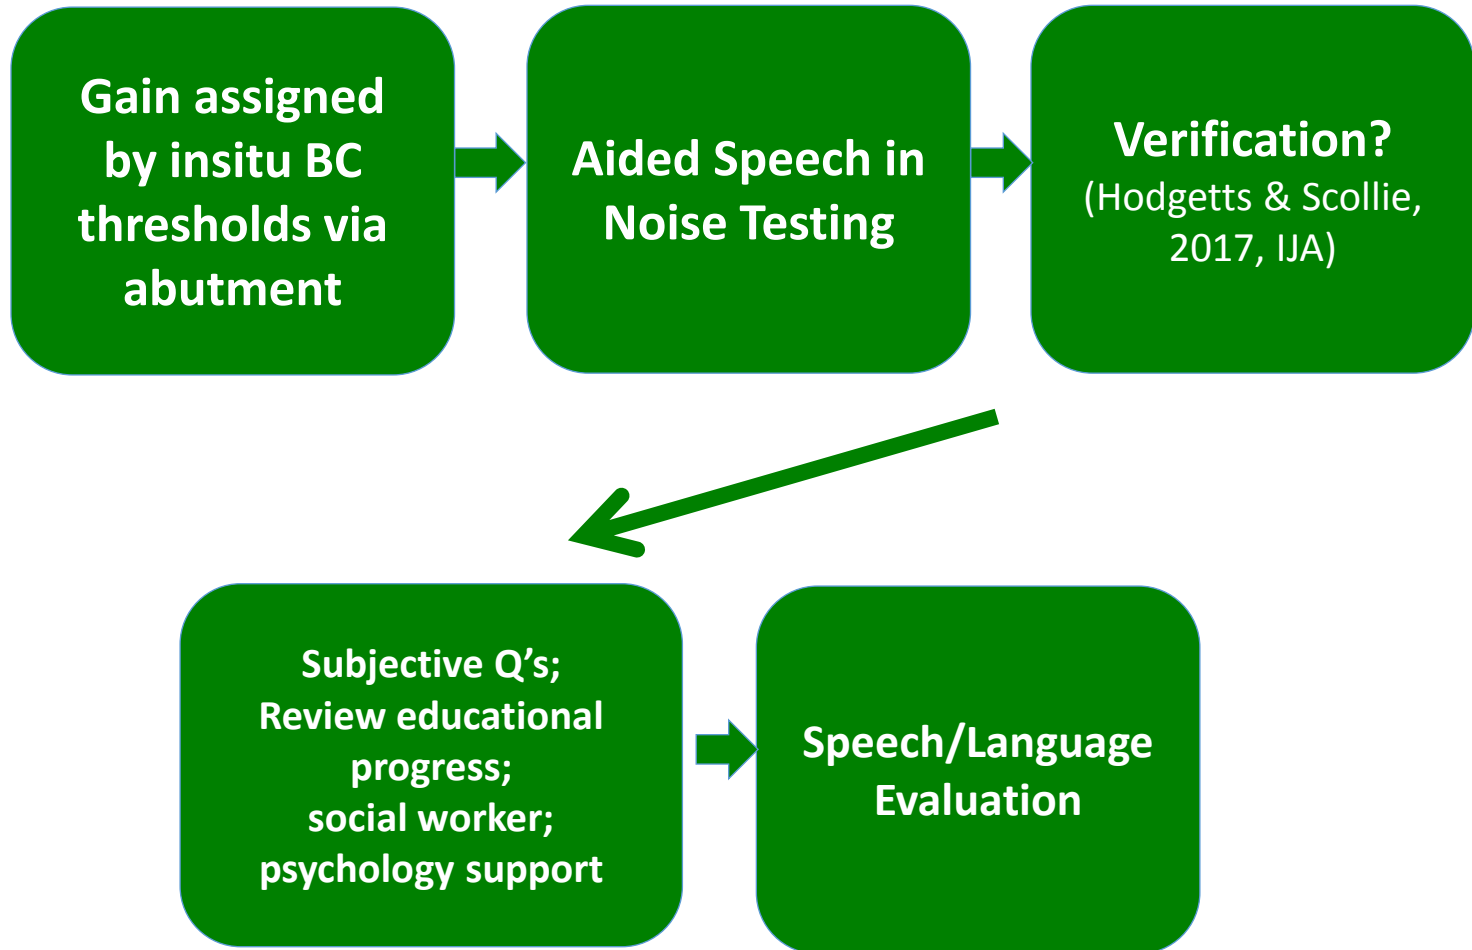 Gain assigned
by insitu BC
thresholds via
abutment
Aided Speech in
Noise Testing
Verification?
(Hodgetts & Scollie,
2017, IJA)
Subjective Q’s;
Review educational
progress;
social worker;
psychology support
Speech/Language
Evaluation